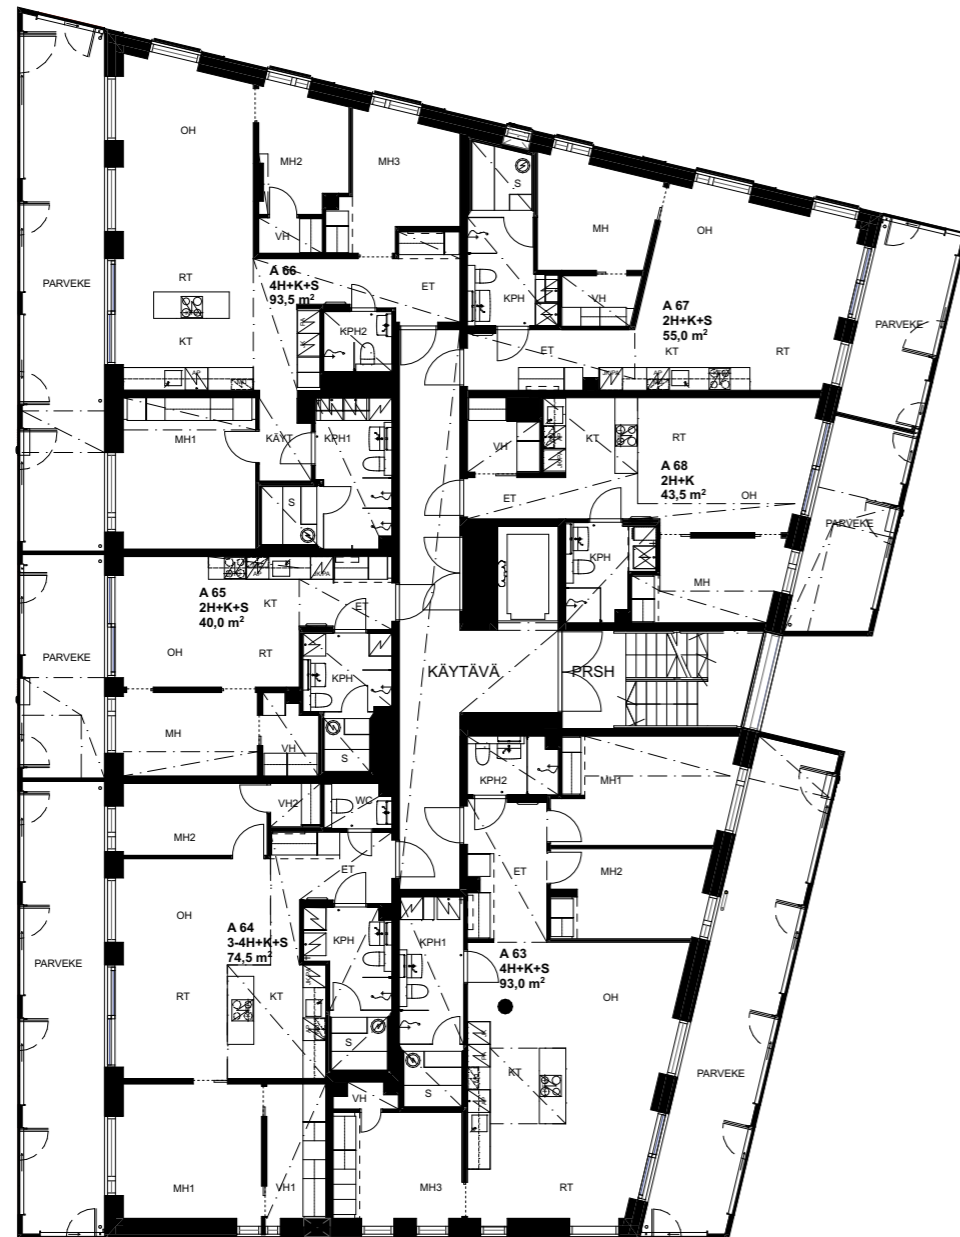 OH
MH2
MH3
S
VH
MH
OH
PARVEKE
RT
A 66
4H+K+S
93,5 m²
ET
KPH
VH
A 67
2H+K+S
55,0 m²
PARVEKE
KPH2
KT
ET
KT
RT
MH1
KÄYT
KPH1
VH
KT
RT
A 68
2H+K
43,5 m²
ET
OH
S
PARVEKE
KPH
MH
A 65
2H+K+S
40,0 m²
KT
ET
PARVEKE
OH
RT
KPH
KÄYTÄVÄ
PRSH
MH
VH
S
KPH2
MH1
VH2
WC
MH2
ET
ET
MH2
OH
A 64
3-4H+K+S
74,5 m²
KPH
KPH1
A 63
4H+K+S
93,0 m²
PARVEKE
RT
KT
OH
S
KT
PARVEKE
S
VH
MH1
VH1
MH3
RT